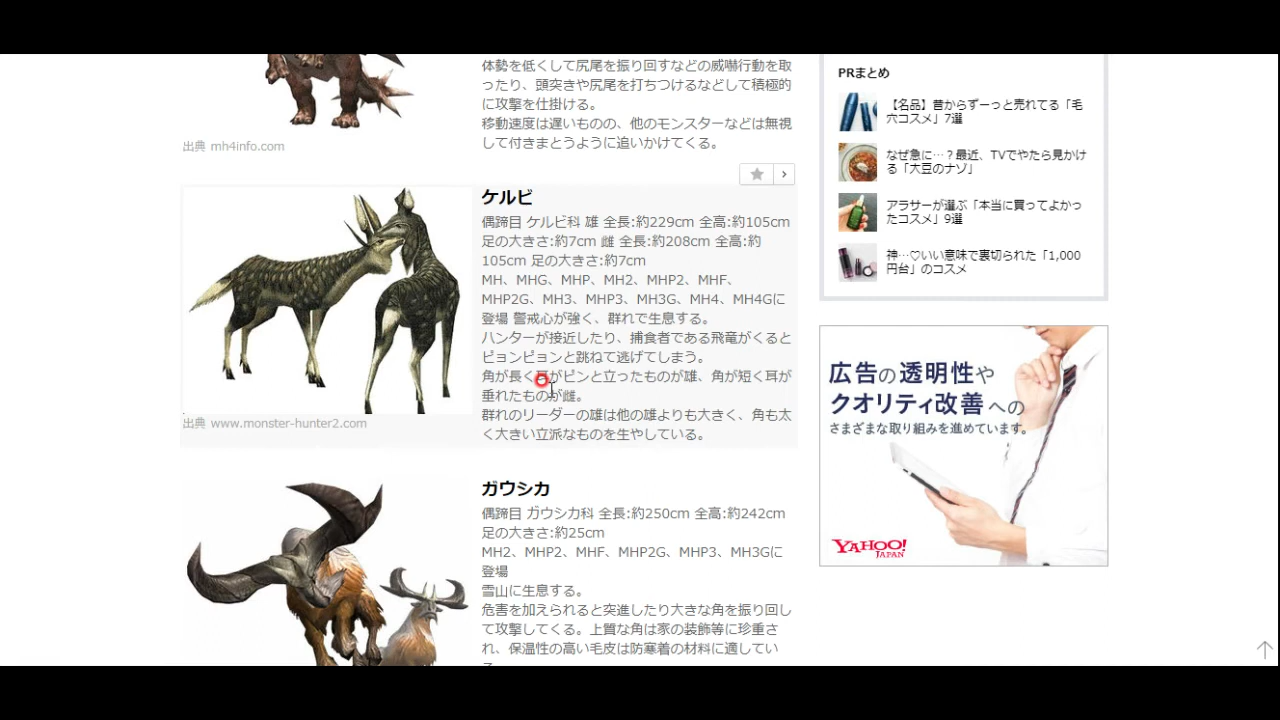 体勢を低くして尻尾を振り回すなどの威嚇行動を取
ったり、頭突きや尻尾を打ちつけるなどして積極的
に攻撃を仕掛ける。
移動速度は遅いものの、他のモンスターなどは無視
して付きまとうように追いかけてくる。
出典 mh4info.com
ケルビ
偶蹄目 ケルビ科 雄 全長:約229cm 全高:約105cm
足の大きさ:約7cm 雌 全長:約208cm 全高:約
105cm 足の大きさ:約7cm
MH、MHG、MHP、MH2、MHP2、MHF、
MHP2G、MH3、MHP3、MH3G、MH4、MH4Gに
登場 警戒心が強く、群れで生息する。
ハンターが接近したり、捕食者である飛竜がくると
ピョンピョンと跳ねて逃げてしまう。
角が長く耳がピンと立ったものが雄、角が短く耳が
垂れたものが雌。
群れのリーダーの雄は他の雄よりも大きく、角も太
く大きい立派なものを生やしている。
出典 www.monster-hunter2.com
ガウシカ
偶蹄目 ガウシカ科 全長:約250cm 全高:約242cm
足の大きさ:約25cm
MH2、MHP2、MHF、MHP2G、MHP3、MH3Gに
登場
雪山に生息する。
危害を加えられると突進したり大きな角を振り回し
て攻撃してくる。上質な角は家の装飾等に珍重さ
れ、保温性の高い毛皮は防寒着の材料に適してい
PRまとめ
【名品】昔からずーっと売れてる「毛
穴コスメ」7選
なぜ急に…？最近、TVでやたら見かけ
る「大豆のナゾ」
アラサーが選ぶ「本当に買ってよかっ
たコスメ」9選
神…♡いい意味で裏切られた「1,000
円台」のコスメ
広告の透明性や
クオリティ改善への
さまざまな取り組みを進めています。
YAHOO!
JAPAN